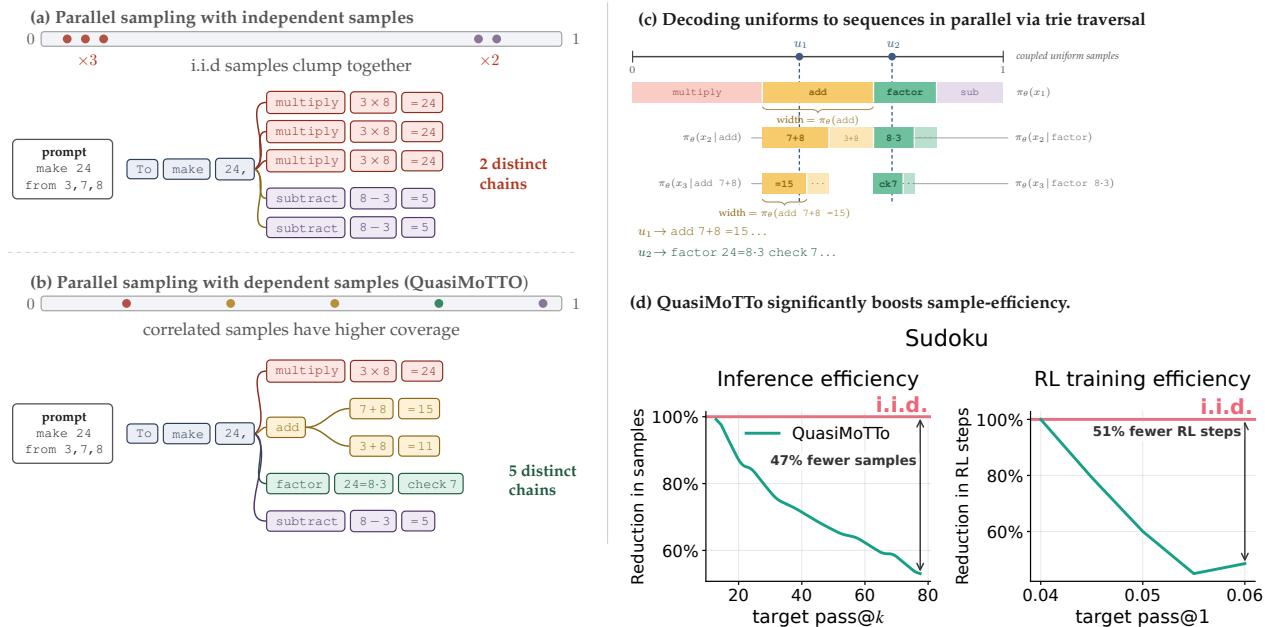 (a) Parallel sampling with independent samples
0 1
×3 ×2
i.i.d samples clump together
multiply 3 × 8 = 24
multiply 3 × 8 = 24
multiply 3 × 8 = 24
prompt
make 24
from 3,7,8
To make 24,
2 distinct
chains
subtract 8 − 3 = 5
subtract 8 − 3 = 5
(b) Parallel sampling with dependent samples (QuasiMoTTO)
0 1
correlated samples have higher coverage
multiply 3 × 8 = 24
prompt
make 24
from 3,7,8
To make 24,
add
7 + 8 = 15
3 + 8 = 11
factor 24=8·3 check 7
subtract 8 − 3 = 5
5 distinct
chains
(c) Decoding uniforms to sequences in parallel via trie traversal
u₁ u₂
coupled uniform samples
0 1
multiply add factor sub πθ(x₁)
width = πθ(add)
πθ(x₂|add) 7+8 3+8 8·3 πθ(x₂|factor)
πθ(x₃|add 7+8) =15 ··· ck7 ··· πθ(x₃|factor 8·3)
width = πθ(add 7+8 =15)
u₁ → add 7+8 =15...
u₂ → factor 24=8·3 check 7...
(d) QuasiMoTTo significantly boosts sample-efficiency.
Sudoku
Inference efficiency
i.i.d.
QuasiMoTTo
47% fewer samples
Reduction in samples
100%
80%
60%
20 40 60 80
target pass@k
RL training efficiency
i.i.d.
51% fewer RL steps
Reduction in RL steps
100%
80%
60%
0.04 0.05 0.06
target pass@1